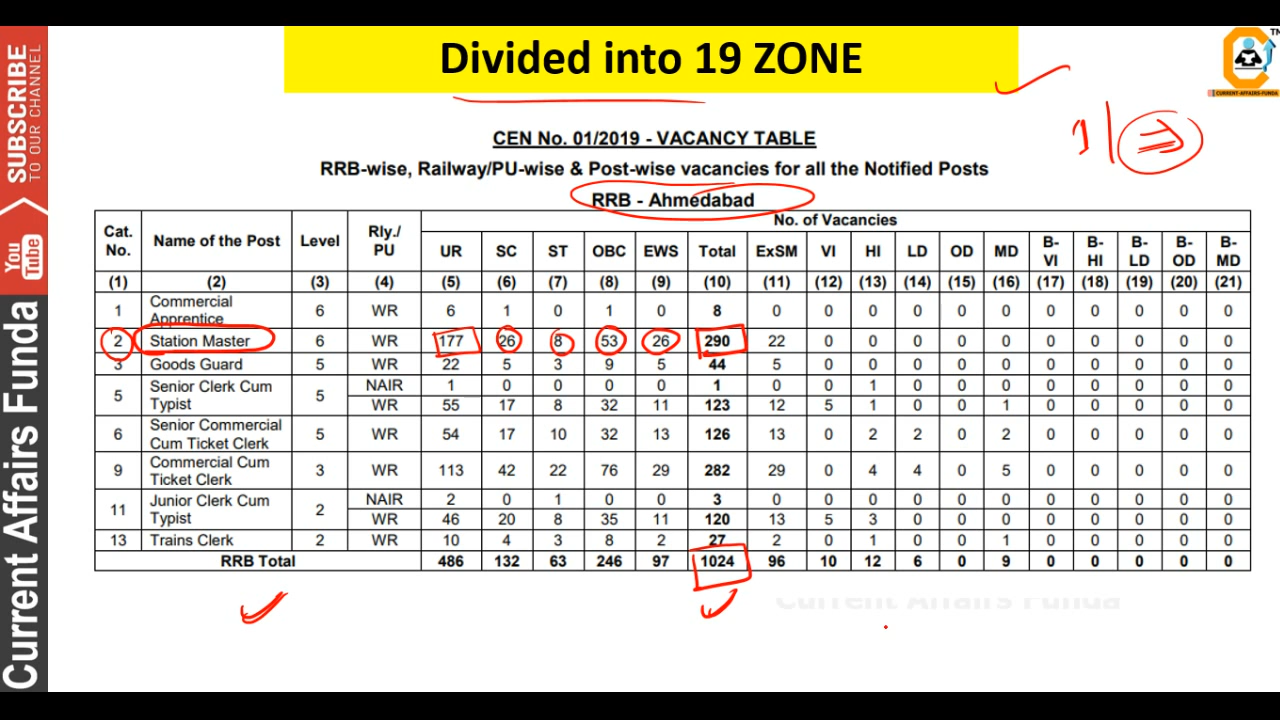 Divided into 19 ZONE
CURRENT-AFFAIRS-FUNDA
TM
SUBSCRIBE
TO OUR CHANNEL
You Tube
Current Affairs Funda
CEN No. 01/2019 - VACANCY TABLE
RRB-wise, Railway/PU-wise & Post-wise vacancies for all the Notified Posts
RRB - Ahmedabad
Cat. No. Name of the Post Level Rly./ PU No. of Vacancies
UR SC ST OBC EWS Total ExSM VI HI LD OD MD B-VI B-HI B-LD B-OD B-MD
(1) (2) (3) (4) (5) (6) (7) (8) (9) (10) (11) (12) (13) (14) (15) (16) (17) (18) (19) (20) (21)
1 Commercial Apprentice 6 WR 6 1 0 1 0 8 0 0 0 0 0 0 0 0 0 0 0
2 Station Master 6 WR 177 26 8 53 26 290 22 0 0 0 0 0 0 0 0 0 0
3 Goods Guard 5 WR 22 5 3 9 5 44 5 0 0 0 0 0 0 0 0 0 0
5 Senior Clerk Cum Typist 5 NAIR 1 0 0 0 0 1 0 0 1 0 0 0 0 0 0 0 0
WR 55 17 8 32 11 123 12 5 1 0 0 1 0 0 0 0 0
6 Senior Commercial Cum Ticket Clerk 5 WR 54 17 10 32 13 126 13 0 2 2 0 2 0 0 0 0 0
9 Commercial Cum Ticket Clerk 3 WR 113 42 22 76 29 282 29 0 4 4 0 5 0 0 0 0 0
11 Junior Clerk Cum Typist 2 NAIR 2 0 1 0 0 3 0 0 0 0 0 0 0 0 0 0 0
WR 46 20 8 35 11 120 13 5 3 0 0 0 0 0 0 0 0
13 Trains Clerk 2 WR 10 4 3 8 2 27 2 0 1 0 0 1 0 0 0 0 0
RRB Total 486 132 63 246 97 1024 96 10 12 6 0 9 0 0 0 0 0
Current Affairs Funda